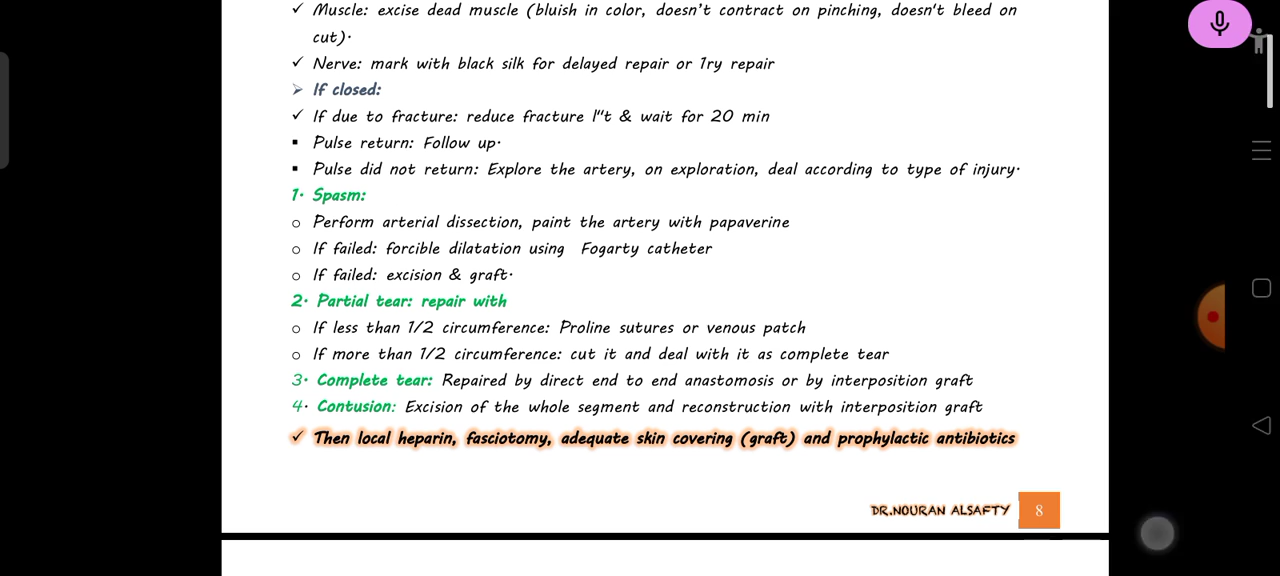 ✓ Muscle: excise dead muscle (bluish in color, doesn't contract on pinching, doesn't bleed on
cut).
✓ Nerve: mark with black silk for delayed repair or 1ry repair
➢ If closed:
✓ If due to fracture: reduce fracture 1"t & wait for 20 min
▪ Pulse return: Follow up.
▪ Pulse did not return: Explore the artery, on exploration, deal according to type of injury.
1. Spasm:
o Perform arterial dissection, paint the artery with papaverine
o If failed: forcible dilatation using Fogarty catheter
o If failed: excision & graft.
2. Partial tear: repair with
o If less than 1/2 circumference: Proline sutures or venous patch
o If more than 1/2 circumference: cut it and deal with it as complete tear
3. Complete tear: Repaired by direct end to end anastomosis or by interposition graft
4. Contusion: Excision of the whole segment and reconstruction with interposition graft
✓ Then local heparin, fasciotomy, adequate skin covering (graft) and prophylactic antibiotics
DR.NOURAN ALSAFTY 8